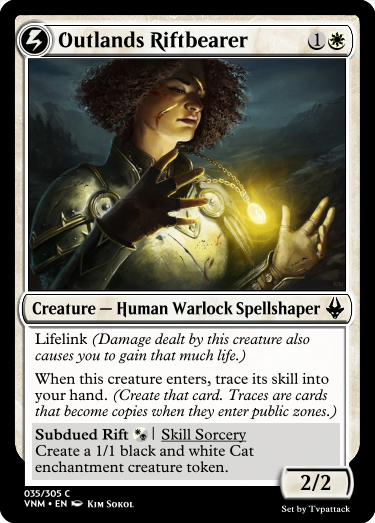 Outlands Riftbearer 1
Creature — Human Warlock Spellshaper
Lifelink (Damage dealt by this creature also
causes you to gain that much life.)
When this creature enters, trace its skill into
your hand. (Create that card. Traces are cards
that become copies when they enter public zones.)
Subdued Rift | Skill Sorcery
Create a 1/1 black and white Cat
enchantment creature token.
2/2
035/305 C
VNM • EN Kim Sokol
Set by Tvpattack